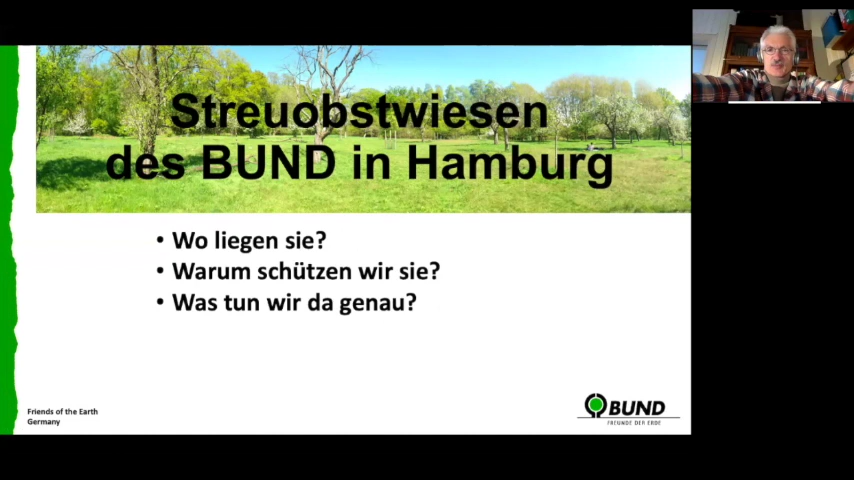 Streuobstwiesen
des BUND in Hamburg
• Wo liegen sie?
• Warum schützen wir sie?
• Was tun wir da genau?
Friends of the Earth
Germany
BUND
FREUNDE DER ERDE